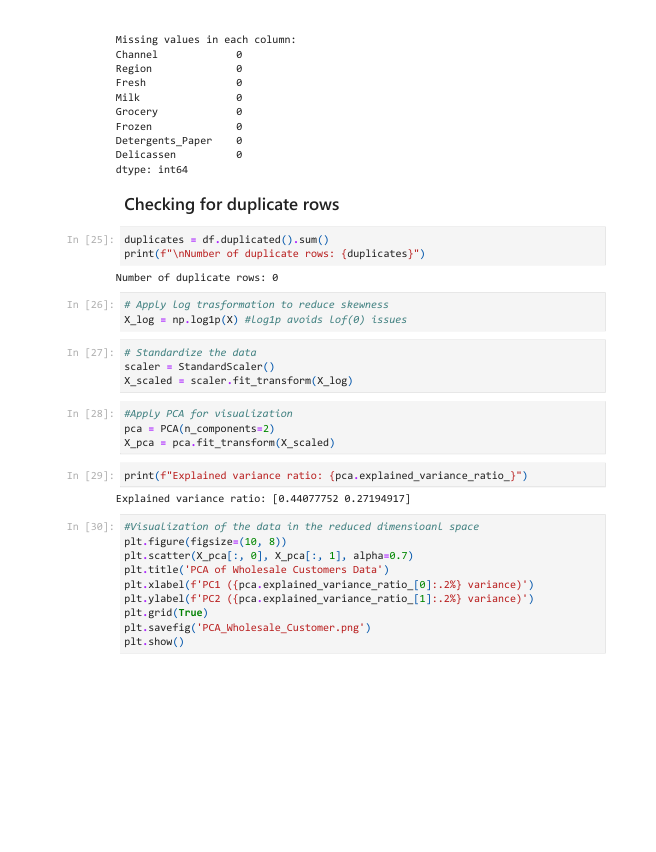 Missing values in each column:
Channel 0
Region 0
Fresh 0
Milk 0
Grocery 0
Frozen 0
Detergents_Paper 0
Delicassen 0
dtype: int64
Checking for duplicate rows
In [25]: duplicates = df.duplicated().sum()
print(f"\nNumber of duplicate rows: {duplicates}")
Number of duplicate rows: 0
In [26]: # Apply log trasformation to reduce skewness
X_log = np.log1p(X) #log1p avoids Lof(0) issues
In [27]: # Standardize the data
scaler = StandardScaler()
X_scaled = scaler.fit_transform(X_log)
In [28]: #Apply PCA for visualization
pca = PCA(n_components=2)
X_pca = pca.fit_transform(X_scaled)
In [29]: print(f"Explained variance ratio: {pca.explained_variance_ratio_}")
Explained variance ratio: [0.44077752 0.27194917]
In [30]: #Visualization of the data in the reduced dimensioanl space
plt.figure(figsize=(10, 8))
plt.scatter(X_pca[:, 0], X_pca[:, 1], alpha=0.7)
plt.title('PCA of Wholesale Customers Data')
plt.xlabel(f'PC1 ({pca.explained_variance_ratio_[0]:.2%} variance)')
plt.ylabel(f'PC2 ({pca.explained_variance_ratio_[1]:.2%} variance)')
plt.grid(True)
plt.savefig('PCA_Wholesale_Customer.png')
plt.show()